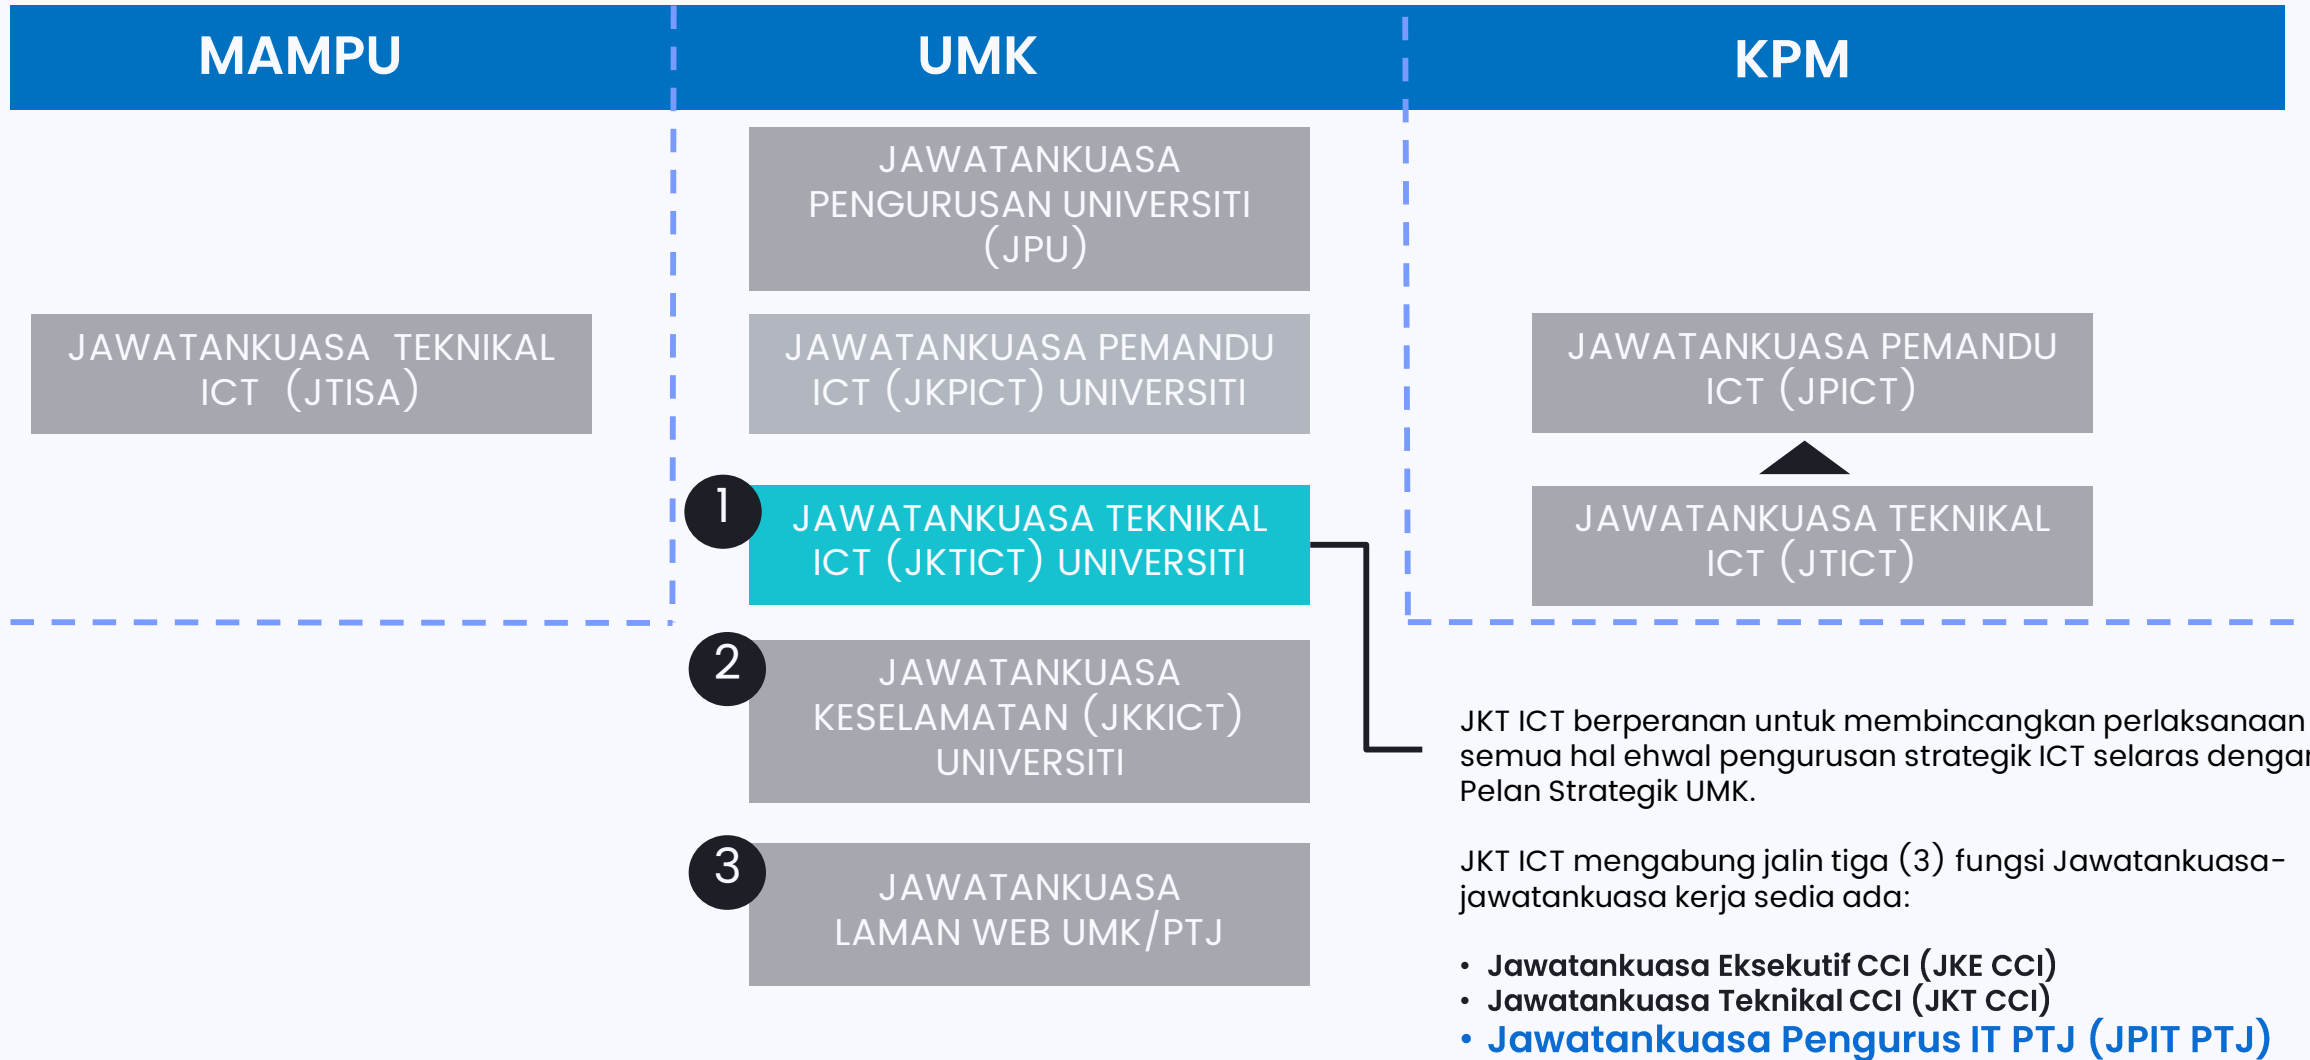 MAMPU
UMK
KPM
JAWATANKUASA
PENGURUSAN UNIVERSITI
(JPU)
JAWATANKUASA TEKNIKAL
ICT (JTISA)
JAWATANKUASA PEMANDU
ICT (JKPICT) UNIVERSITI
JAWATANKUASA PEMANDU
ICT (JPICT)
1
JAWATANKUASA TEKNIKAL
ICT (JKTICT) UNIVERSITI
JAWATANKUASA TEKNIKAL
ICT (JTICT)
2
JAWATANKUASA
KESELAMATAN (JKKICT)
UNIVERSITI
3
JAWATANKUASA
LAMAN WEB UMK/PTJ
JKT ICT berperanan untuk membincangkan perlaksanaan
semua hal ehwal pengurusan strategik ICT selaras dengan
Pelan Strategik UMK.
JKT ICT mengabung jalin tiga (3) fungsi Jawatankuasa-
jawatankuasa kerja sedia ada:
• Jawatankuasa Eksekutif CCI (JKE CCI)
• Jawatankuasa Teknikal CCI (JKT CCI)
• Jawatankuasa Pengurus IT PTJ (JPIT PTJ)